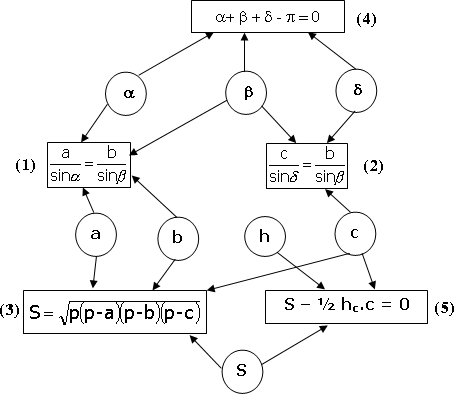 α+ β + δ - π = 0 (4)
α β δ
(1) a/sinα = b/sinβ c/sinδ = b/sinβ (2)
a b h c
(3) S = √p(p-a)(p-b)(p-c) S − ½ h_c.c = 0 (5)
S